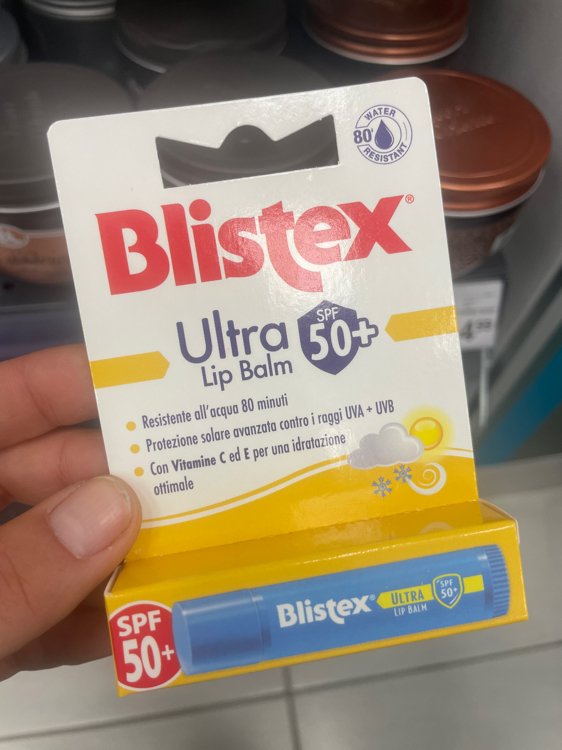 WATER
80'
RESISTANT
Blistex®
Ultra
Lip Balm
SPF
50+
Resistente all'acqua 80 minuti
Protezione solare avanzata contro i raggi UVA + UVB
Con Vitamine C ed E per una idratazione
ottimale
SPF
50+
Blistex®
ULTRA
LIP BALM
SPF
50+